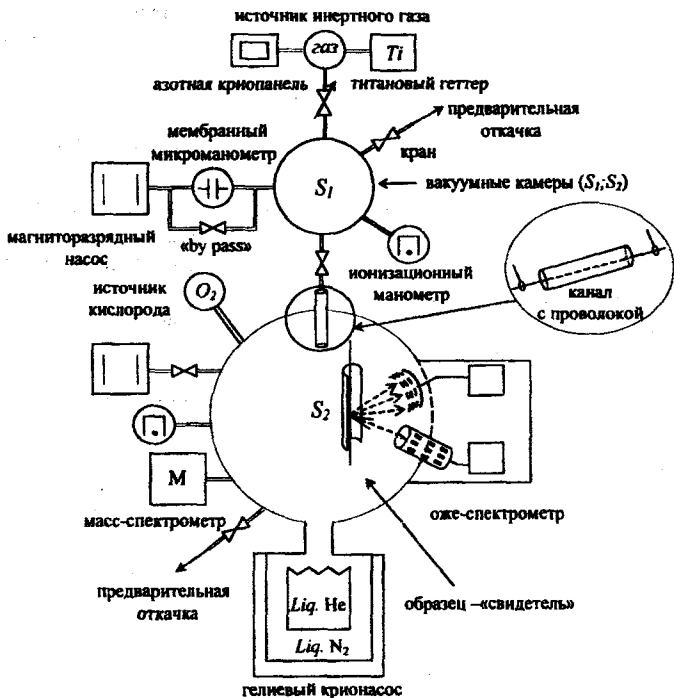 источник инертного газа
газ
Ti
азотная криопанель
титановый геттер
предварительная
откачка
мембранный
микроманометр
кран
S₁
вакуумные камеры (S₁;S₂)
магниторазрядный
насос
«by pass»
ионизационный
манометр
источник
кислорода
O₂
канал
с проволокой
S₂
M
масс-спектрометр
оже-спектрометр
предварительная
откачка
образец –«свидетель»
Liq. He
Liq. N₂
гелиевый крионасос